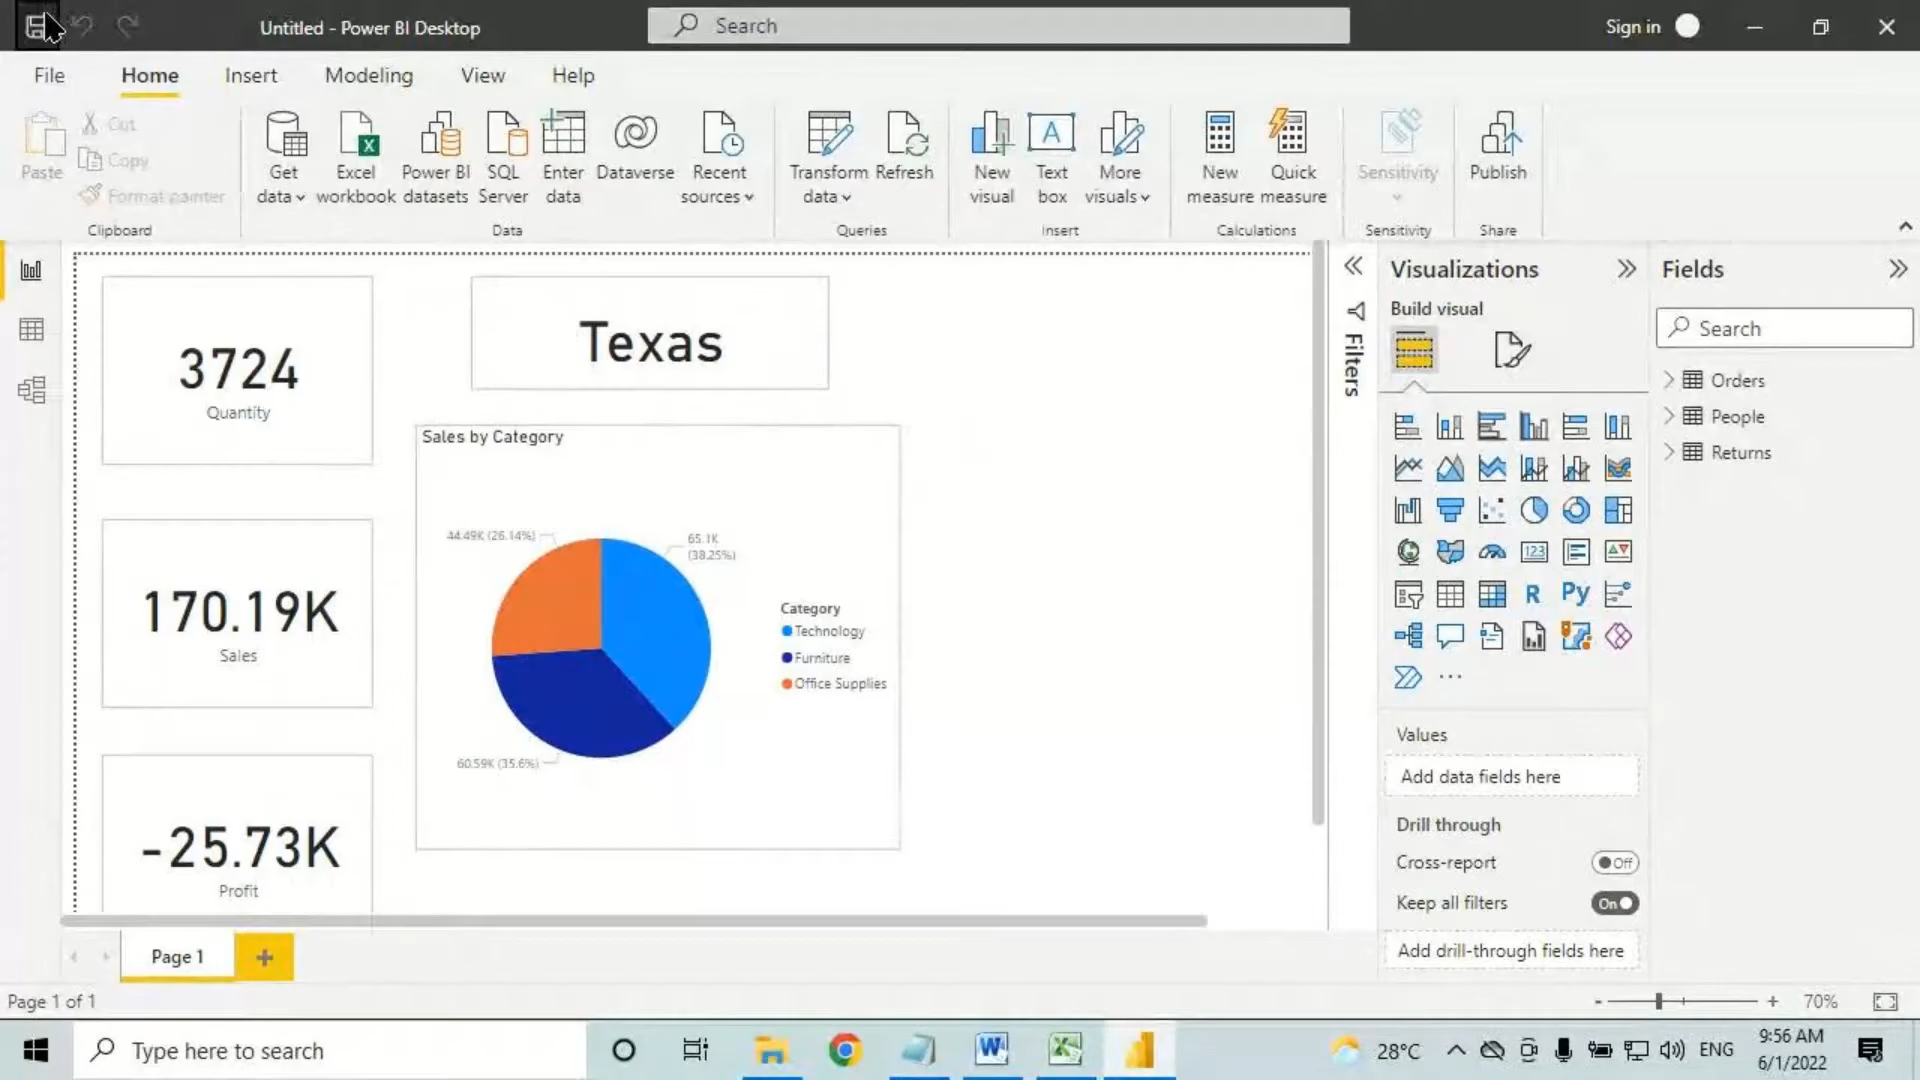 Untitled - Power BI Desktop
Search
Sign in
File
Home
Insert
Modeling
View
Help
Paste
Cut
Copy
Format painter
Clipboard
Get data
Excel workbook
Power BI datasets
SQL Server
Enter data
Dataverse
Recent sources
Data
Transform data
Refresh
Queries
New visual
Text box
More visuals
Insert
New measure
Quick measure
Calculations
Sensitivity
Sensitivity
Publish
Share
3724
Quantity
170.19K
Sales
-25.73K
Profit
Texas
Sales by Category
44.49K (26.14%)
65.1K
(38.25%)
60.59K (35.6%)
Category
Technology
Furniture
Office Supplies
Filters
Visualizations
Build visual
123
R
Py
Values
Add data fields here
Drill through
Cross-report
Off
Keep all filters
On
Add drill-through fields here
Fields
Search
Orders
People
Returns
Page 1
Page 1 of 1
70%
Type here to search
28°C
ENG
9:56 AM
6/1/2022